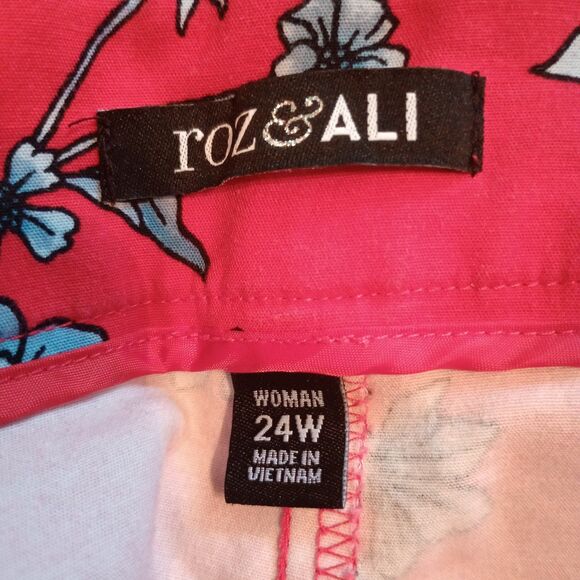 roz & ALI
WOMAN
24W
MADE IN
VIETNAM